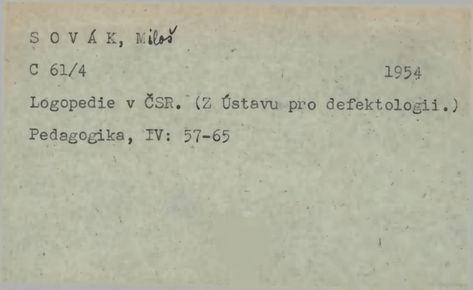 S O V Á K, Miloš
C 61/4 1954
Logopedie v ČSR. (Z Ústavu pro defektologii.)
Pedagogika, IV: 57-65